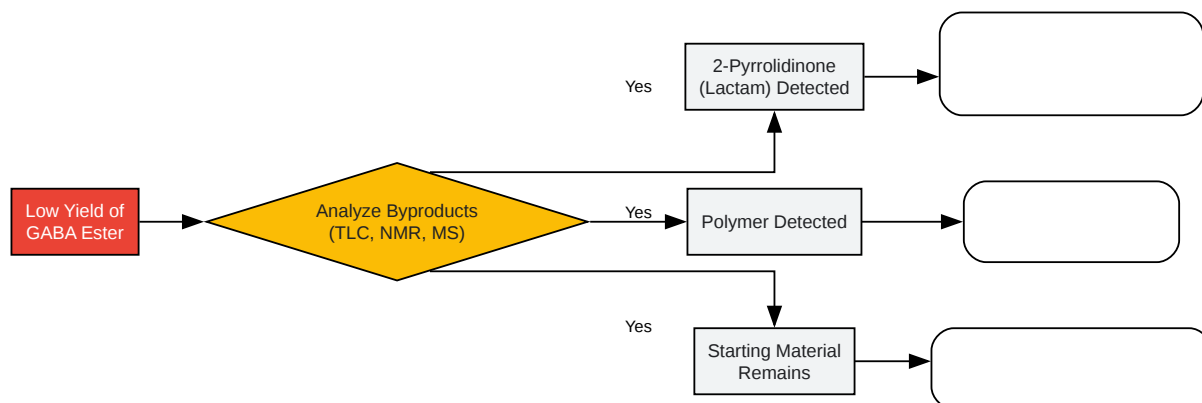 Low Yield of
GABA Ester
Analyze Byproducts
(TLC, NMR, MS)
Yes
2-Pyrrolidinone
(Lactam) Detected
Yes
Polymer Detected
Yes
Starting Material
Remains